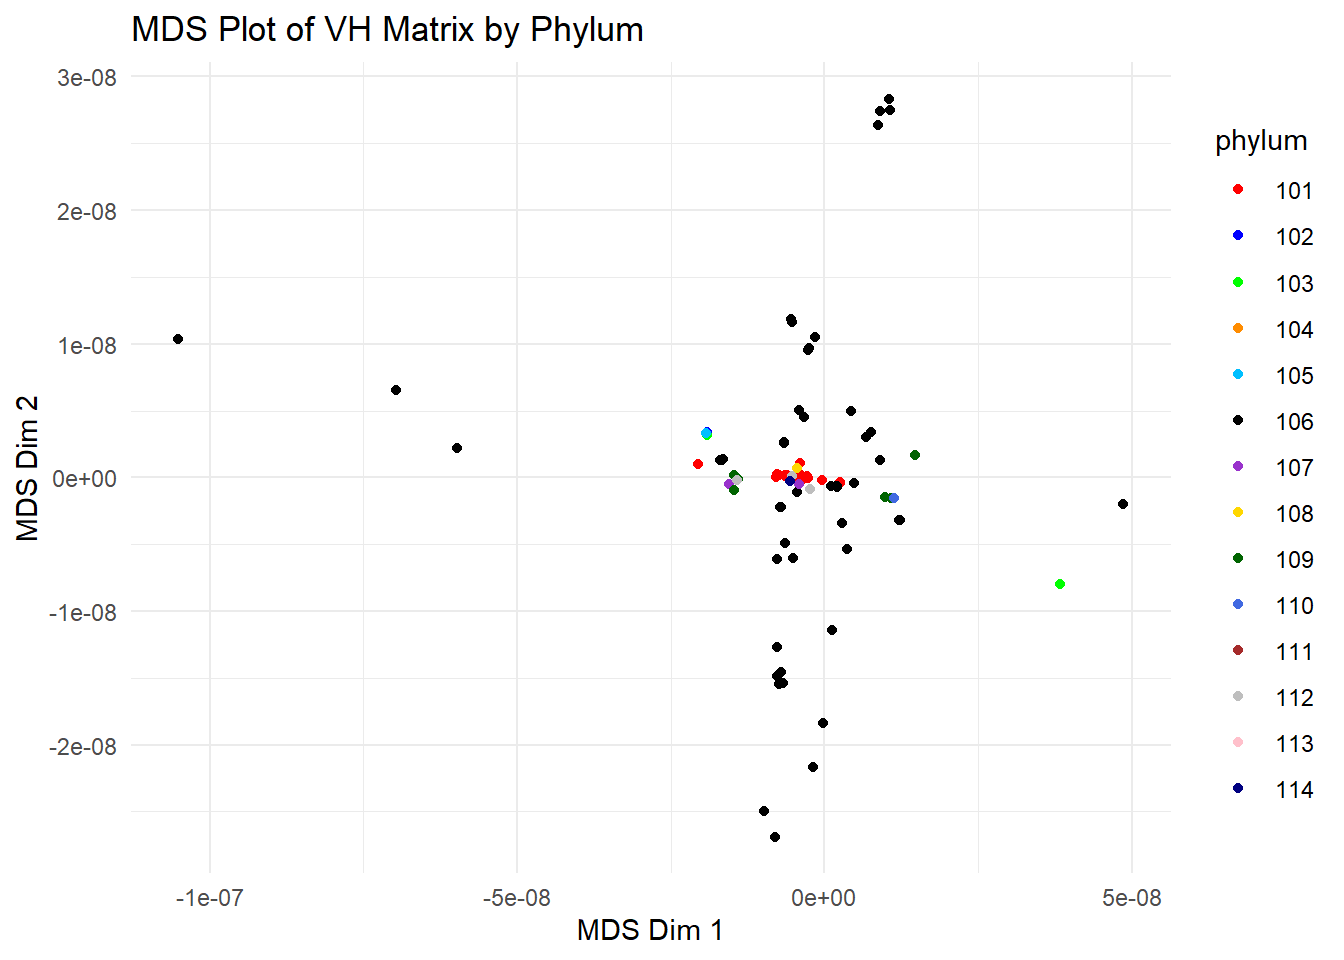 MDS Plot of VH Matrix by Phylum
3e-08
2e-08
1e-08
0e+00
-1e-08
-2e-08
MDS Dim 2
-1e-07
-5e-08
0e+00
5e-08
MDS Dim 1
phylum
101
102
103
104
105
106
107
108
109
110
111
112
113
114